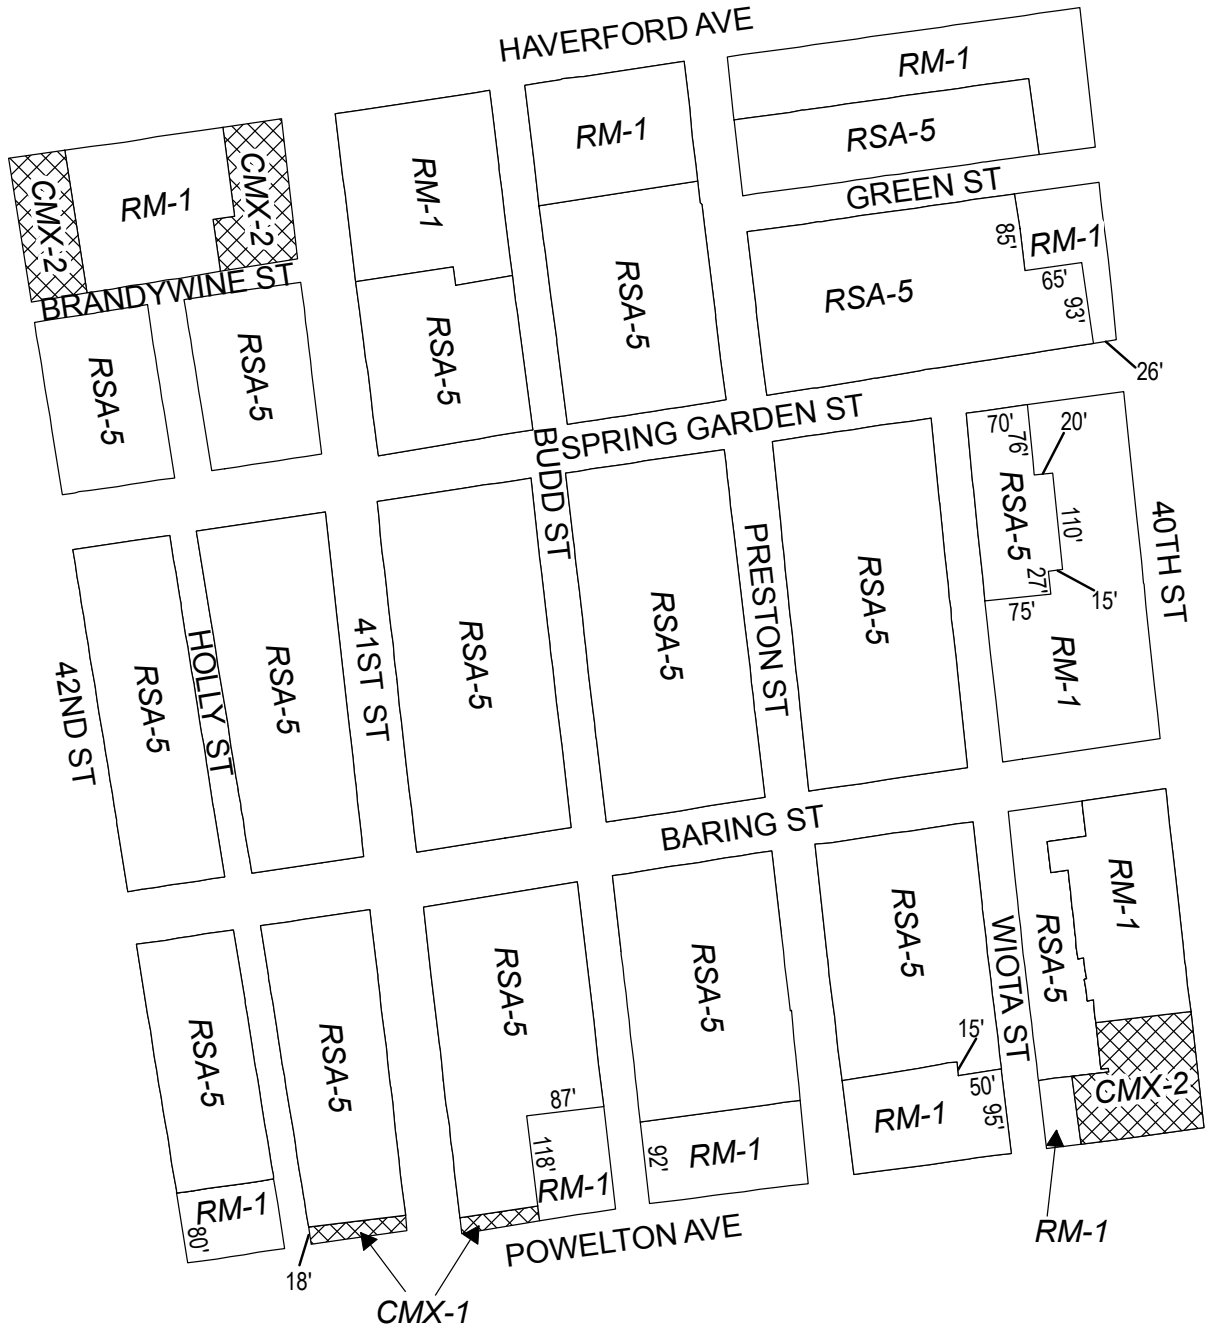 HAVERFORD AVE
RM-1
RM-1
RSA-5
CMX-2
RM-1
CMX-2
RM-1
GREEN ST
85'
RM-1
65'
93'
26'
BRANDYWINE ST
RSA-5
RSA-5
RSA-5
RSA-5
RSA-5
SPRING GARDEN ST
70'
76'
20'
RSA-5
110'
27'
15'
75'
RM-1
40TH ST
BUDD ST
PRESTON ST
42ND ST
RSA-5
HOLLY ST
RSA-5
41ST ST
RSA-5
RSA-5
RSA-5
BARING ST
RSA-5
RSA-5
RSA-5
RSA-5
RSA-5
WIOTA ST
RSA-5
RM-1
15'
50'
95'
CMX-2
87'
118'
RM-1
92'
RM-1
RM-1
RM-1
80'
18'
POWELTON AVE
RM-1
CMX-1